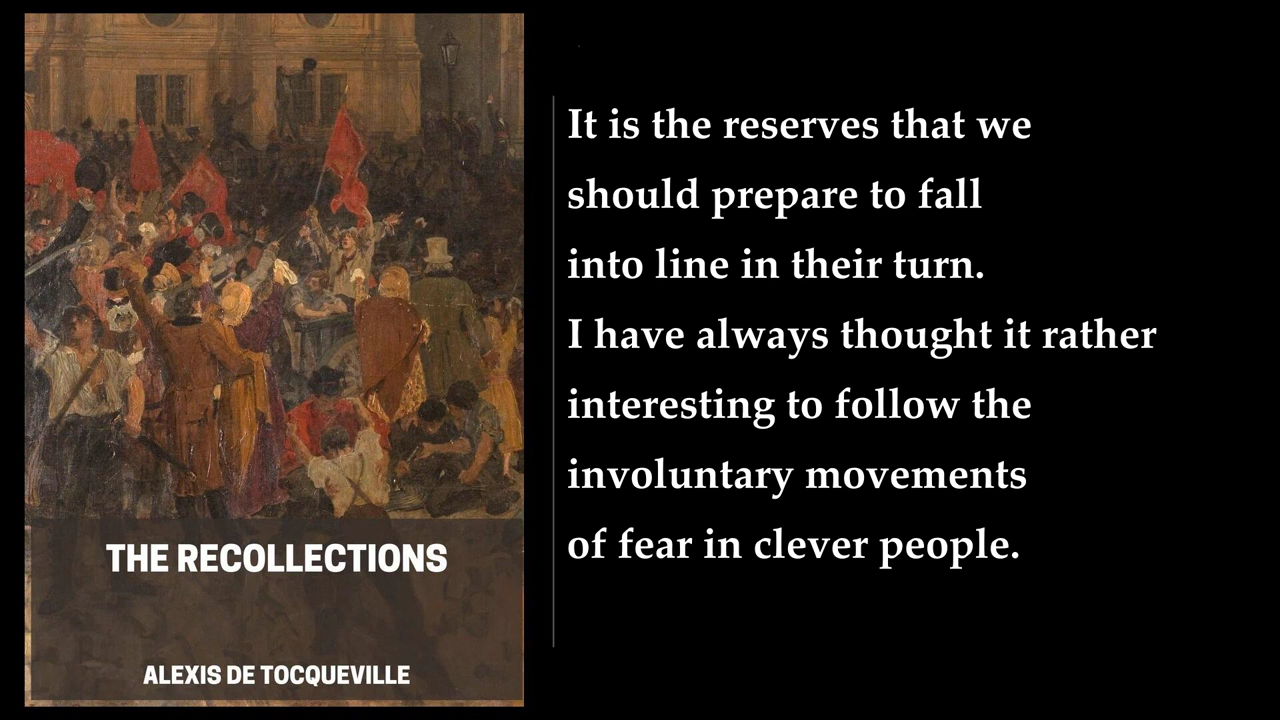 THE RECOLLECTIONS
ALEXIS DE TOCQUEVILLE
It is the reserves that we
should prepare to fall
into line in their turn.
I have always thought it rather
interesting to follow the
involuntary movements
of fear in clever people.